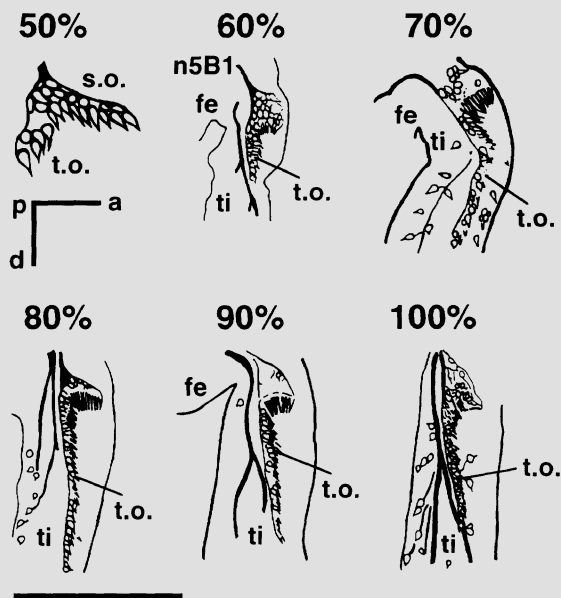 50% 60% 70%
s.o.
t.o.
n5B1
fe
ti
t.o.
fe
ti
t.o.
p a
d
80% 90% 100%
t.o.
ti
fe
t.o.
ti
t.o.
ti